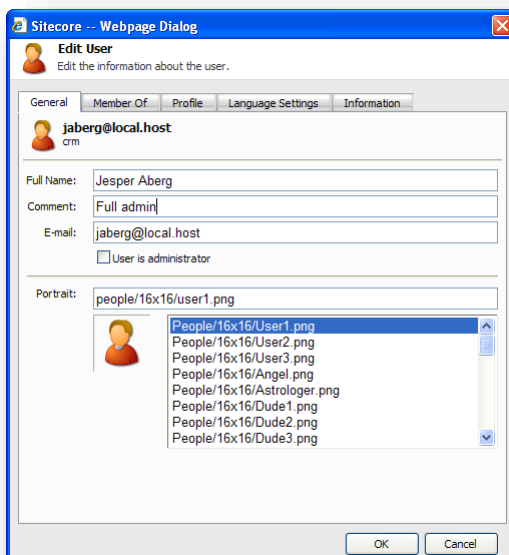 Sitecore -- Webpage Dialog
Edit User
Edit the information about the user.
General Member Of Profile Language Settings Information
jaberg@local.host
crm
Full Name: Jesper Aberg
Comment: Full admin
E-mail: jaberg@local.host
User is administrator
Portrait: people/16x16/user1.png
People/16x16/User1.png
People/16x16/User2.png
People/16x16/User3.png
People/16x16/Angel.png
People/16x16/Astrologer.png
People/16x16/Dude1.png
People/16x16/Dude2.png
People/16x16/Dude3.png
OK Cancel